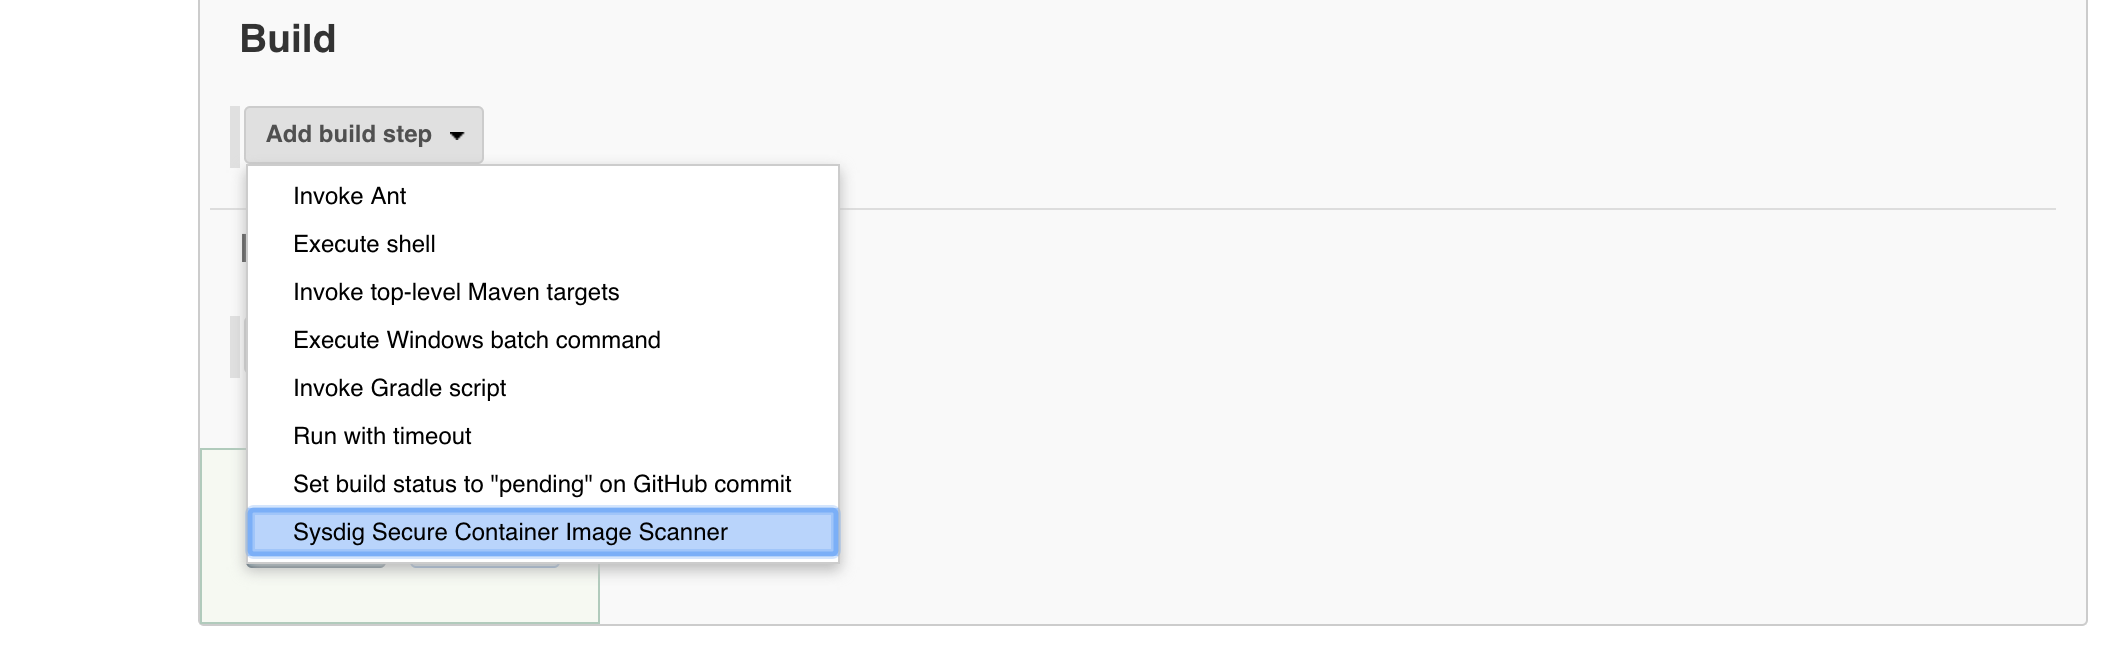 Build
Add build step
Invoke Ant
Execute shell
Invoke top-level Maven targets
Execute Windows batch command
Invoke Gradle script
Run with timeout
Set build status to "pending" on GitHub commit
Sysdig Secure Container Image Scanner